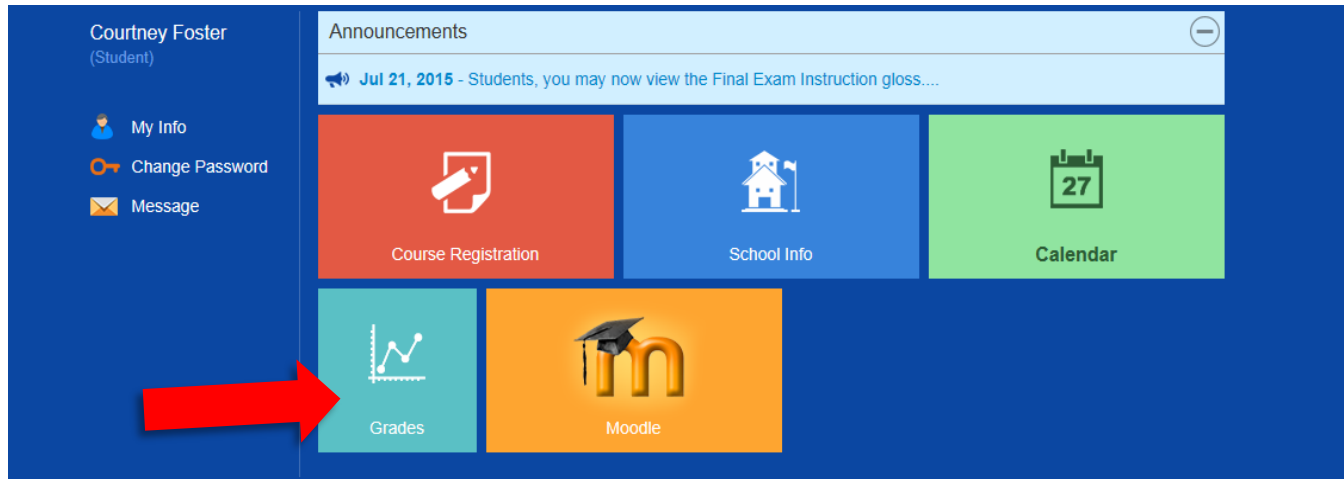 Courtney Foster
(Student)
My Info
Change Password
Message
Announcements
Jul 21, 2015 - Students, you may now view the Final Exam Instruction gloss....
Course Registration
School Info
27
Calendar
Grades
m
Moodle